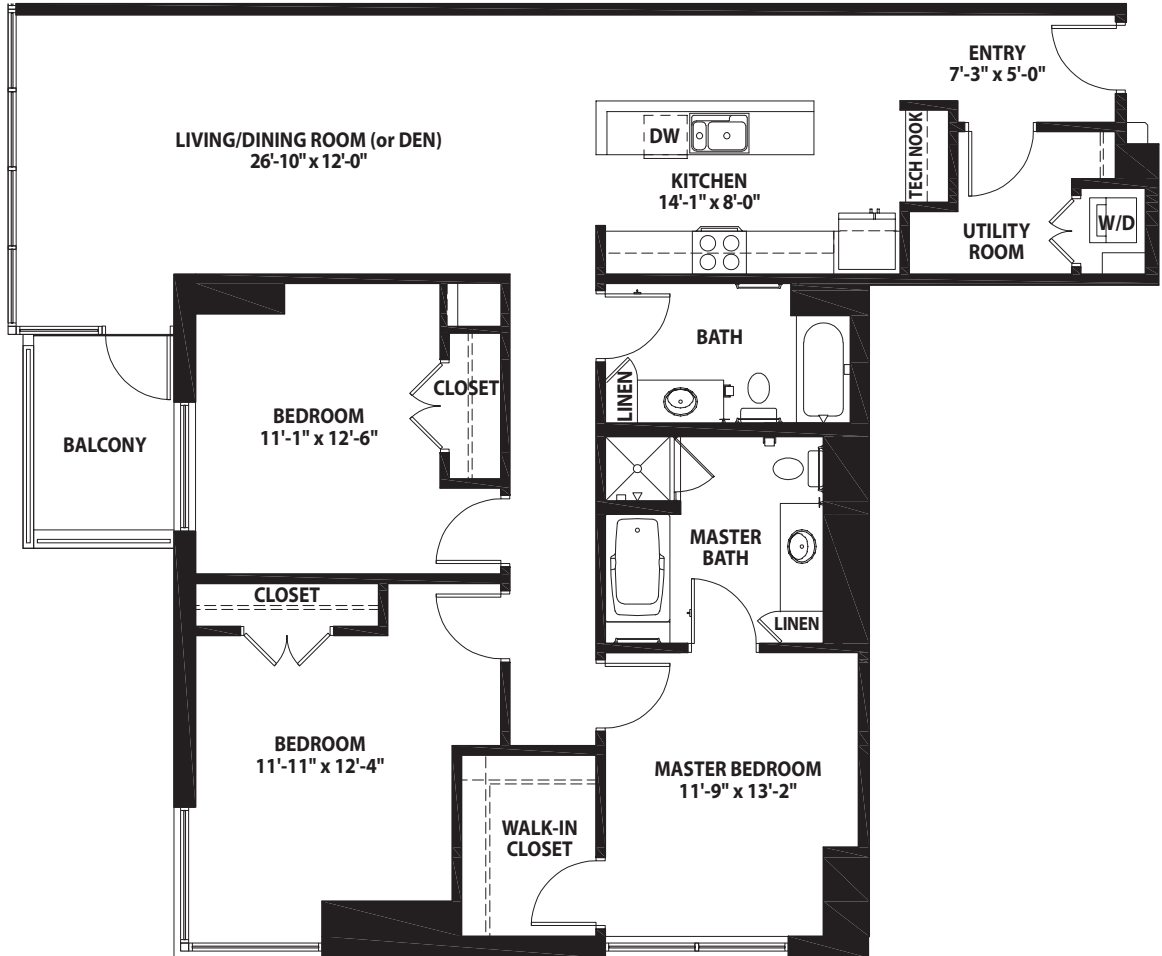 ENTRY
7'-3" x 5'-0"
LIVING/DINING ROOM (or DEN)
26'-10" x 12'-0"
DW
TECH NOOK
KITCHEN
14'-1" x 8'-0"
UTILITY
ROOM
W/D
BATH
LINEN
CLOSET
BEDROOM
11'-1" x 12'-6"
BALCONY
MASTER
BATH
LINEN
CLOSET
BEDROOM
11'-11" x 12'-4"
MASTER BEDROOM
11'-9" x 13'-2"
WALK-IN
CLOSET